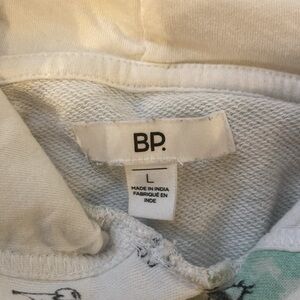 BP.
L
MADE IN INDIA
FABRIQUÉ EN
INDE